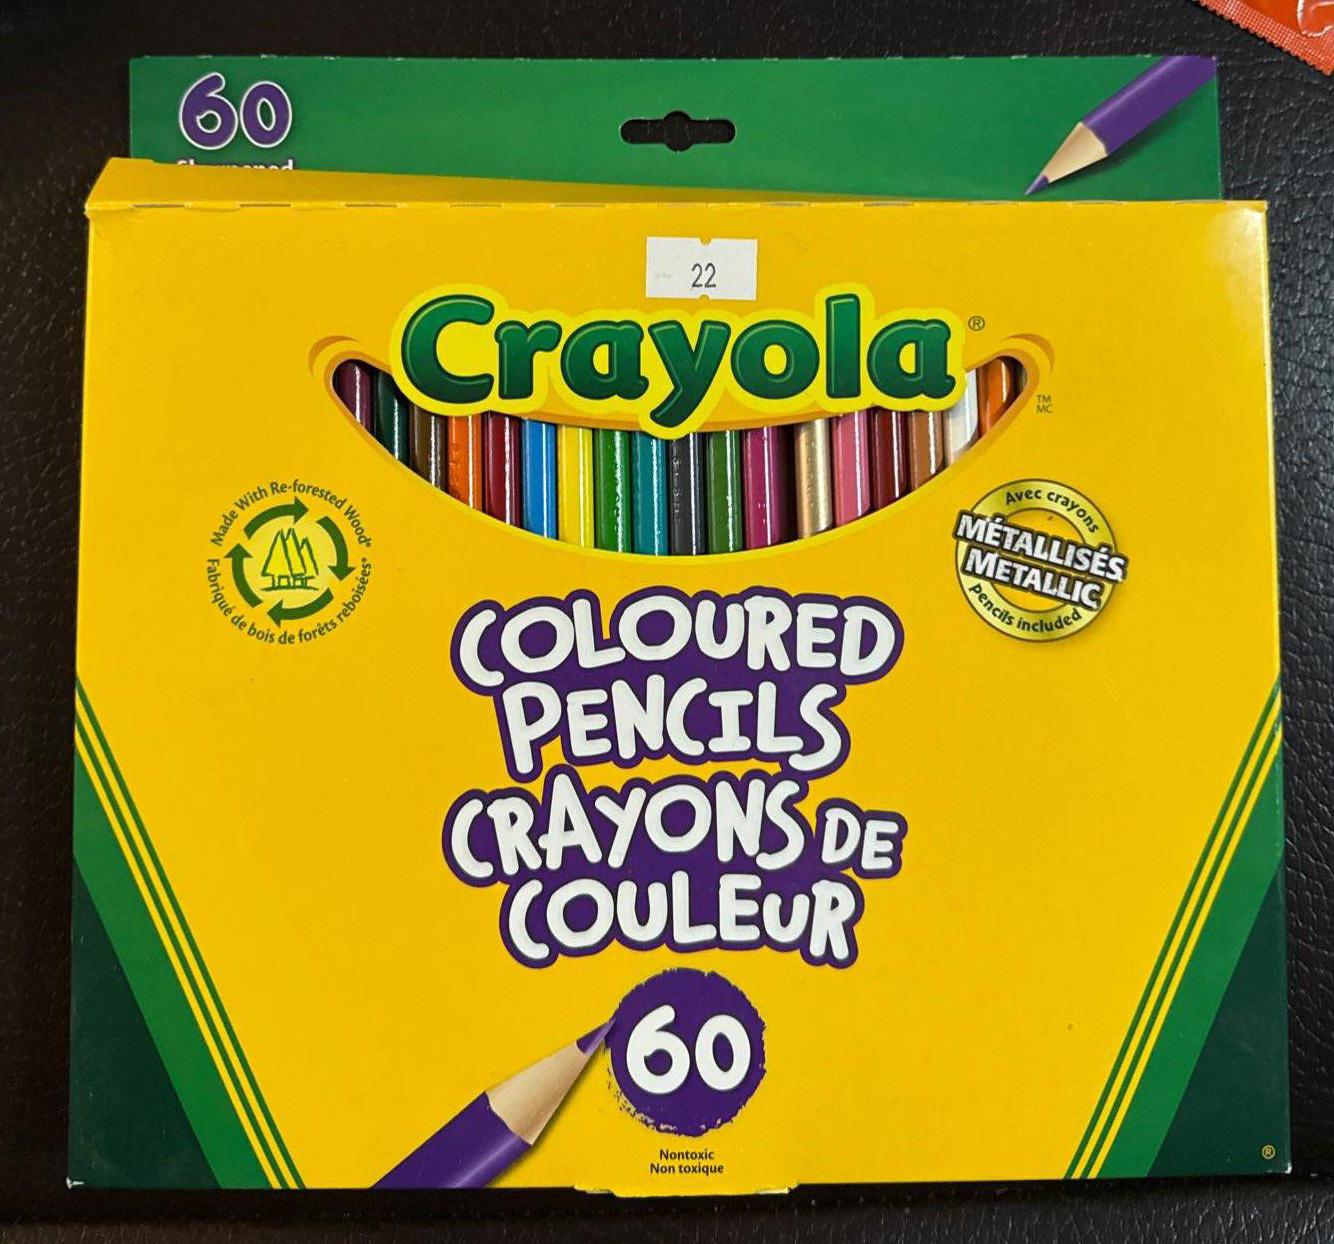 60
22
Crayola®
TM
MC
Made With Re-forested Wood*
Fabriqué de bois de forêts reboisées*
Avec crayons
MÉTALLISÉS
METALLIC
pencils included
COLOURED
PENCILS
CRAYONS DE
COULEUR
60
Nontoxic
Non toxique
®